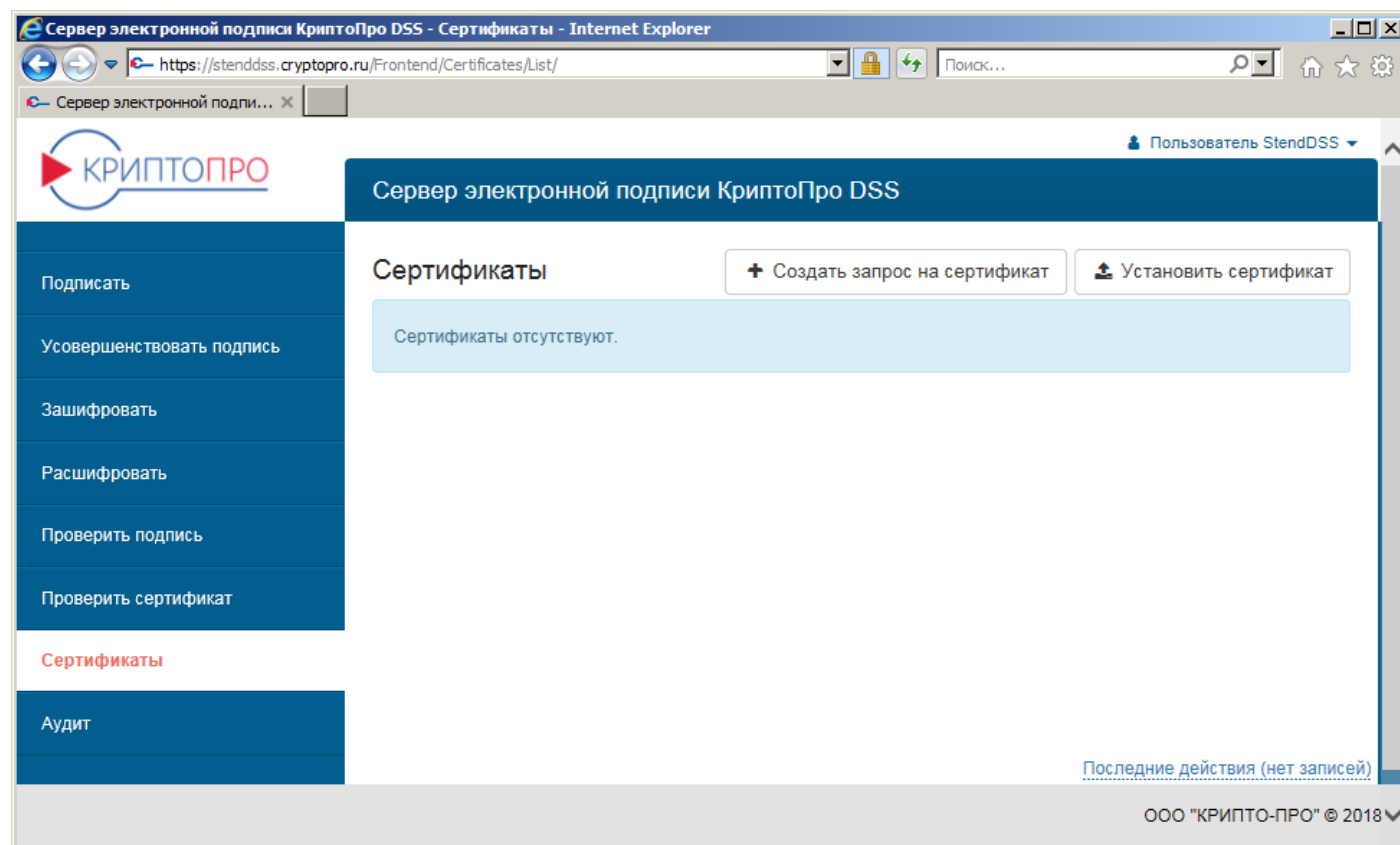 Сервер электронной подписи КриптоПро DSS - Сертификаты - Internet Explorer
https://stenddss.cryptopro.ru/Frontend/Certificates/List/
Поиск...
Сервер электронной подпи...
КРИПТОПРО
Пользователь StendDSS
Сервер электронной подписи КриптоПро DSS
Подписать
Усовершенствовать подпись
Зашифровать
Расшифровать
Проверить подпись
Проверить сертификат
Сертификаты
Аудит
Сертификаты
Создать запрос на сертификат
Установить сертификат
Сертификаты отсутствуют.
Последние действия (нет записей)
ООО "КРИПТО-ПРО" © 2018